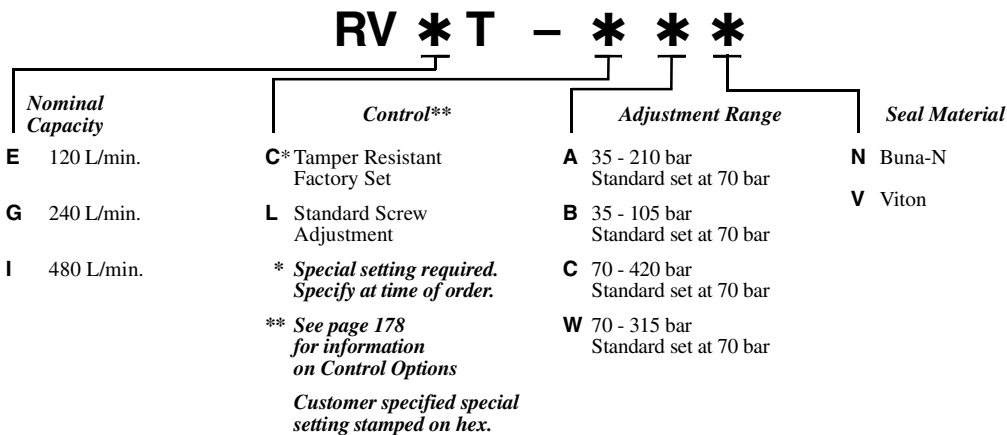 RV ✱ T – ✱ ✱ ✱
Nominal
Capacity
E 120 L/min.
G 240 L/min.
I 480 L/min.
Control**
C* Tamper Resistant
Factory Set
L Standard Screw
Adjustment
* Special setting required.
Specify at time of order.
** See page 178
for information
on Control Options
Customer specified special
setting stamped on hex.
Adjustment Range
A 35 - 210 bar
Standard set at 70 bar
B 35 - 105 bar
Standard set at 70 bar
C 70 - 420 bar
Standard set at 70 bar
W 70 - 315 bar
Standard set at 70 bar
Seal Material
N Buna-N
V Viton